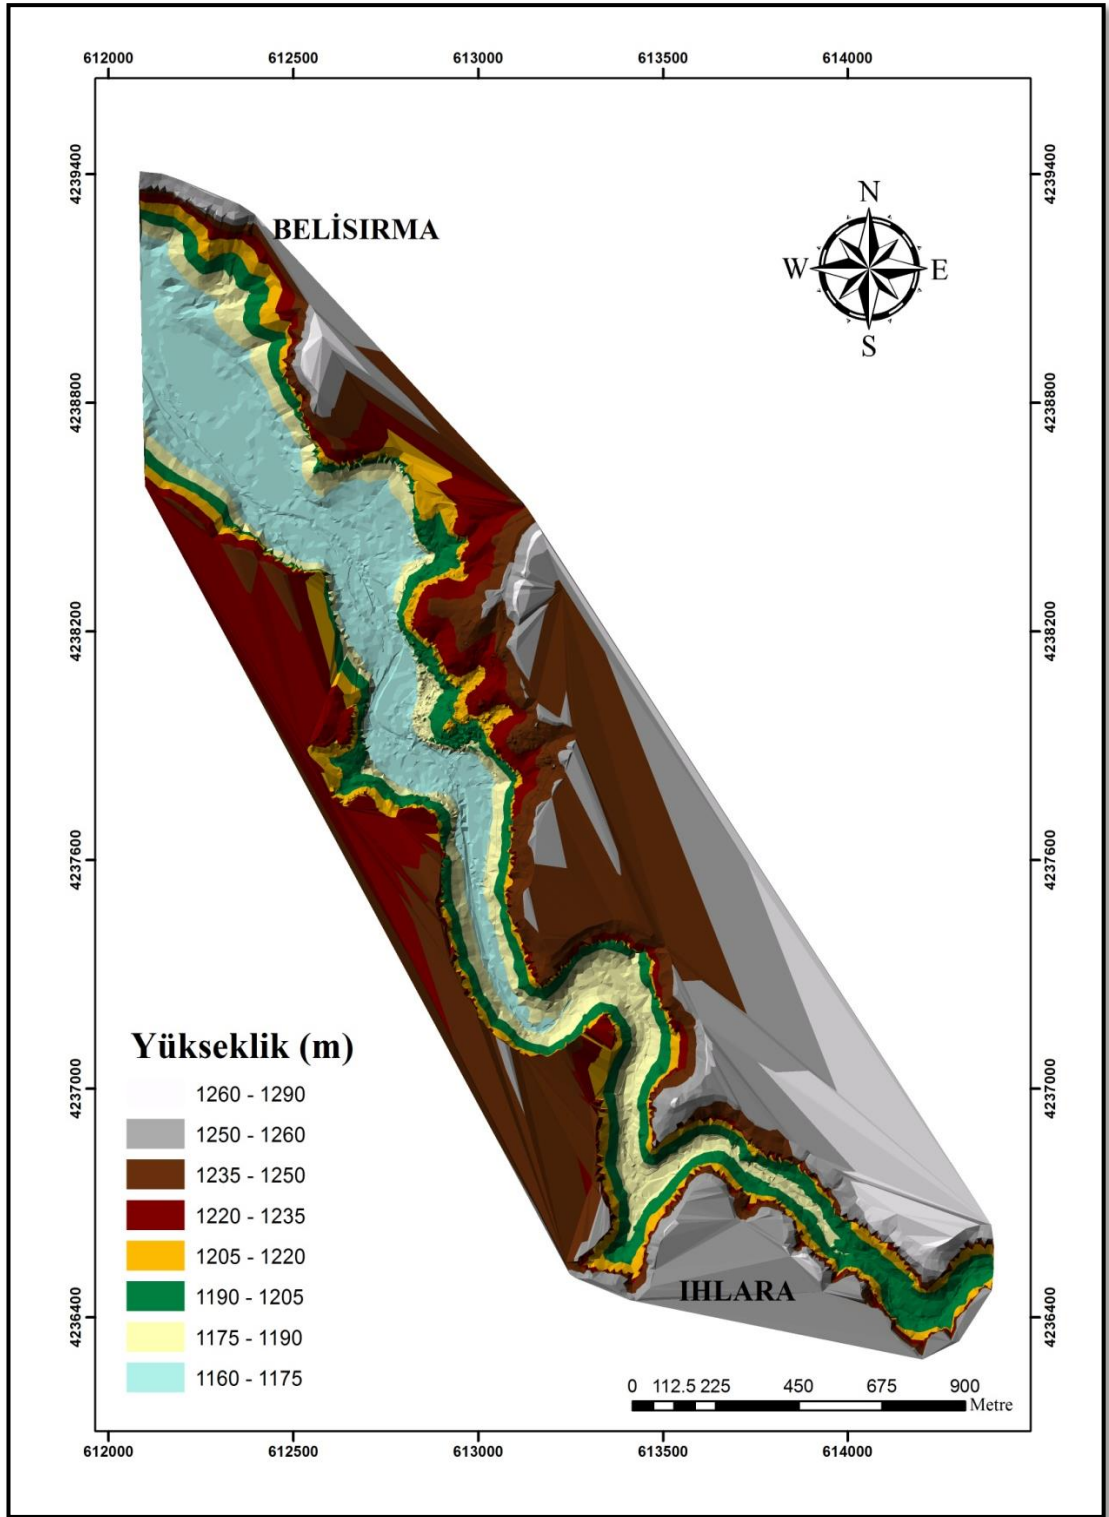 612000 612500 613000 613500 614000
4239400 4239400
N
BELİSIRMA
W E
S
4238800 4238800
4238200 4238200
4237600 4237600
Yükseklik (m)
4237000 4237000
1260 - 1290
1250 - 1260
1235 - 1250
1220 - 1235
1205 - 1220
IHLARA
1190 - 1205
4236400 4236400
1175 - 1190
1160 - 1175
0 112.5 225 450 675 900
Metre
612000 612500 613000 613500 614000